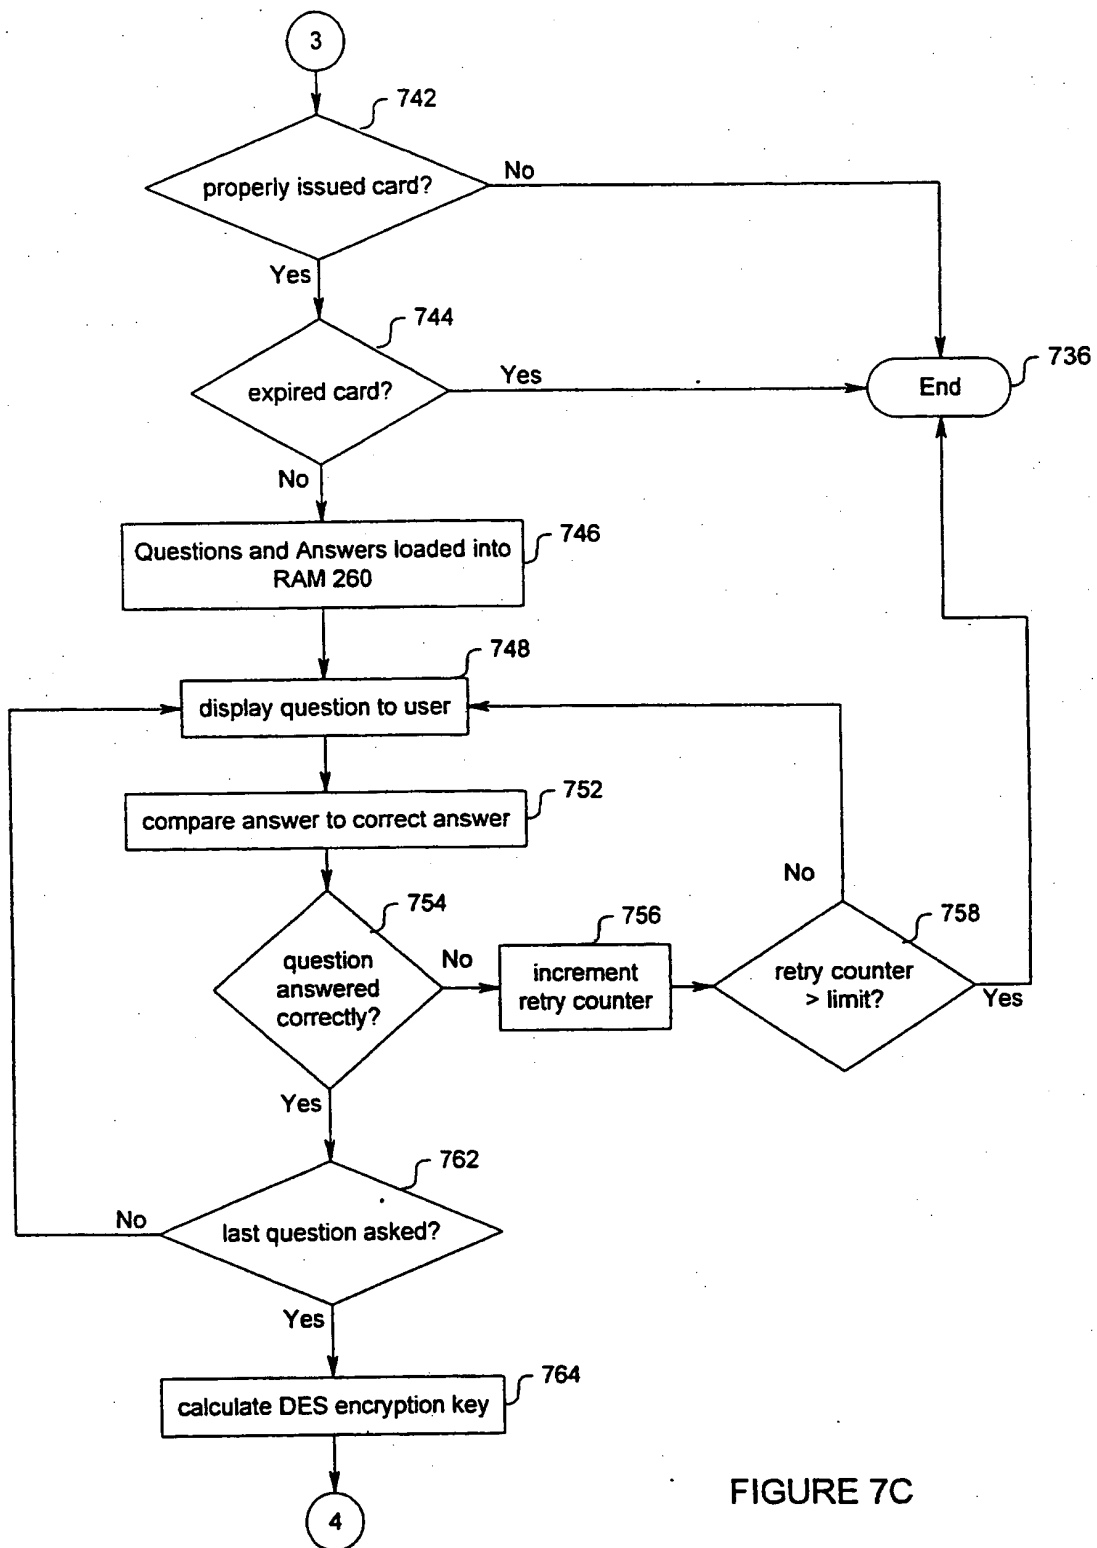 3
742
properly issued card?
No
Yes
744
expired card?
Yes
736
End
No
Questions and Answers loaded into
RAM 260
746
748
display question to user
752
compare answer to correct answer
No
754
756
758
question
answered
correctly?
No
increment
retry counter
retry counter
> limit?
Yes
Yes
762
last question asked?
No
Yes
764
calculate DES encryption key
4
FIGURE 7C